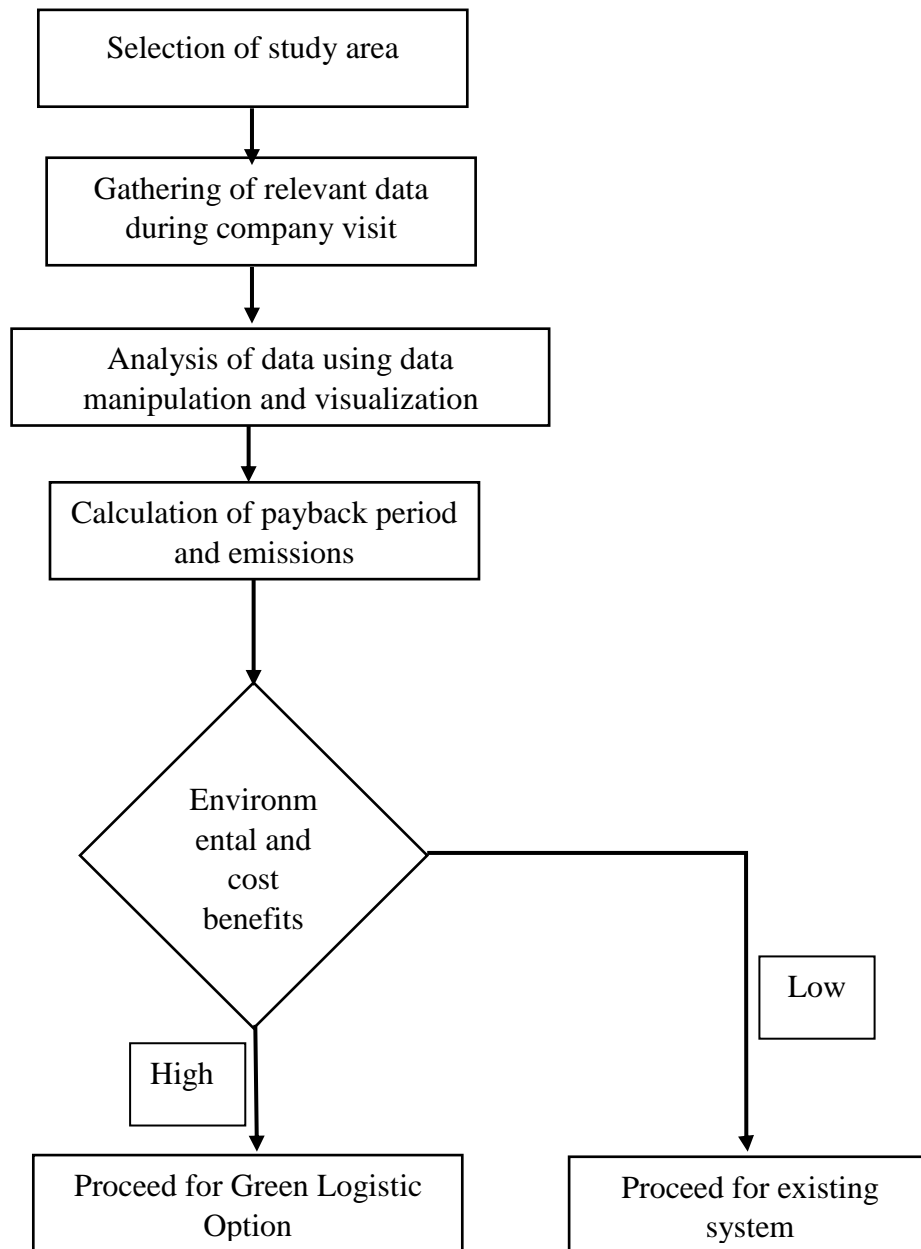 Selection of study area
Gathering of relevant data
during company visit
Analysis of data using data
manipulation and visualization
Calculation of payback period
and emissions
Environm
ental and
cost
benefits
Low
High
Proceed for Green Logistic
Option
Proceed for existing
system